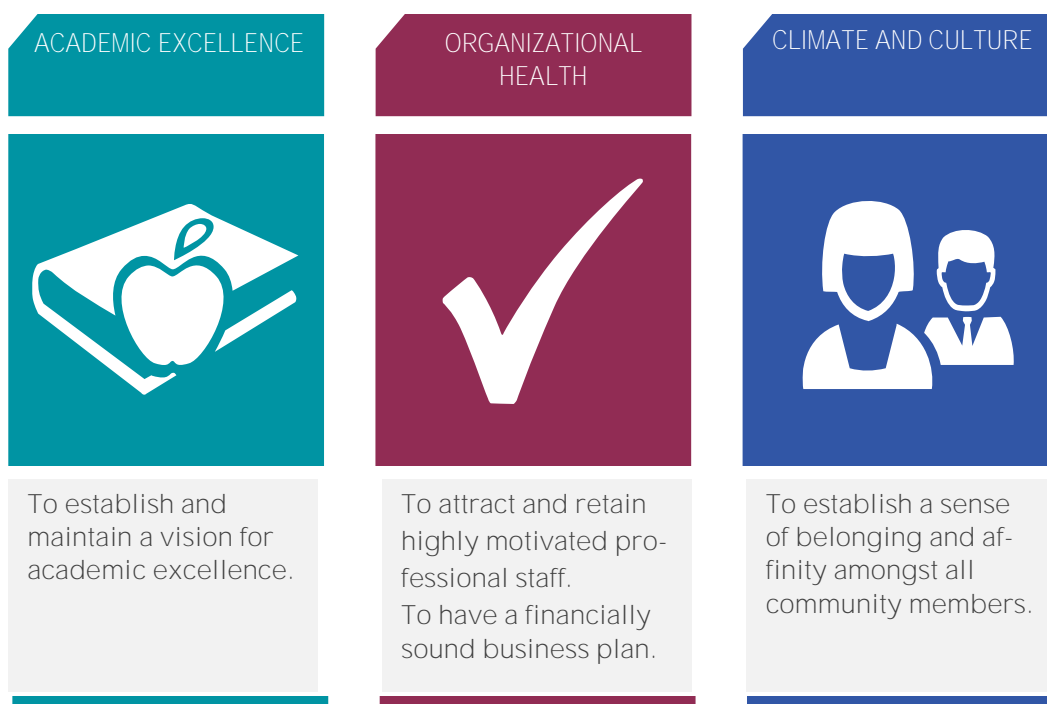 ACADEMIC EXCELLENCE
To establish and
maintain a vision for
academic excellence.
ORGANIZATIONAL
HEALTH
To attract and retain
highly motivated pro-
fessional staff.
To have a financially
sound business plan.
CLIMATE AND CULTURE
To establish a sense
of belonging and af-
finity amongst all
community members.